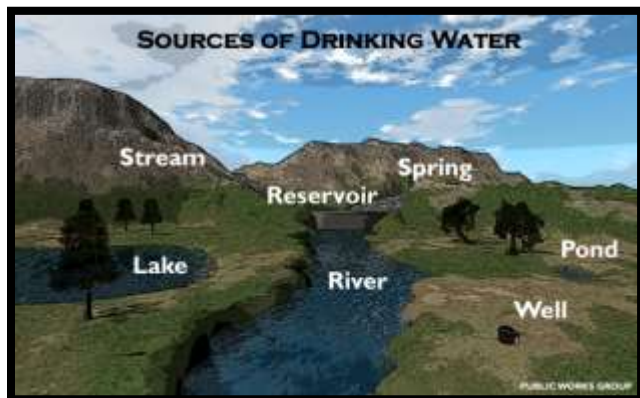 SOURCES OF DRINKING WATER
Stream
Spring
Reservoir
Lake
River
Pond
Well
PUBLIC WORKS GROUP